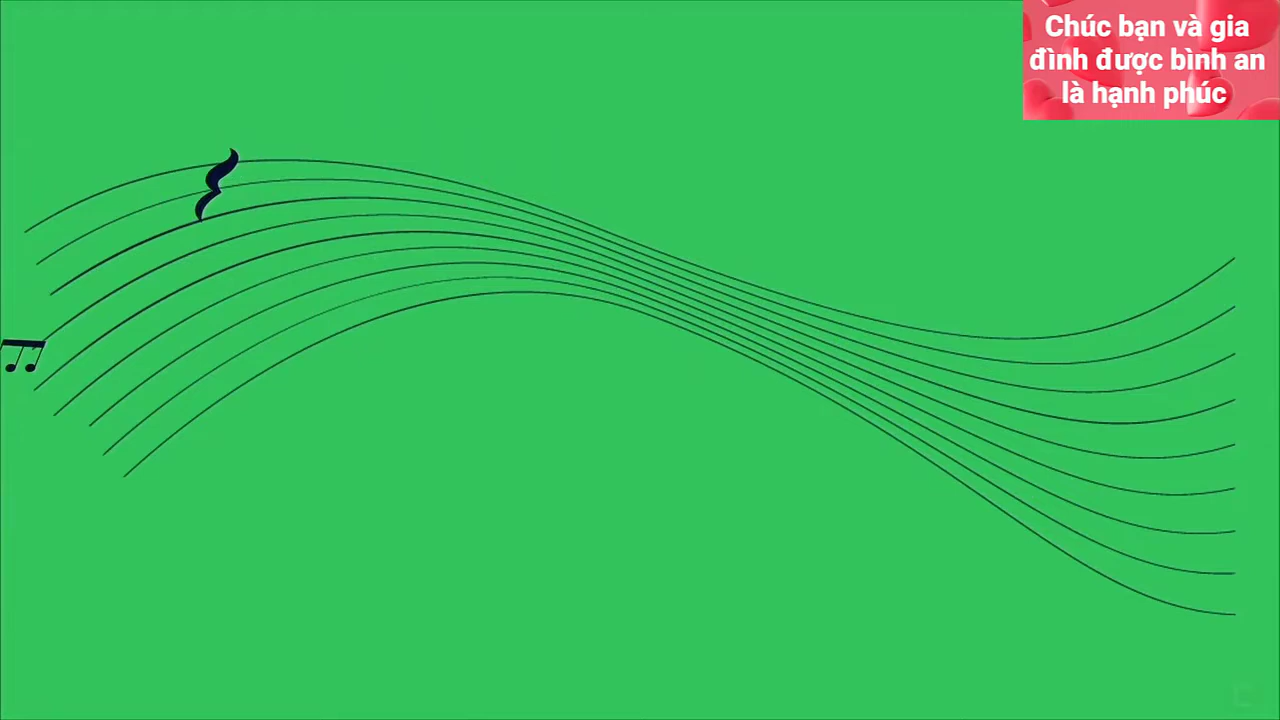 Chúc bạn và gia
đình được bình an
là hạnh phúc